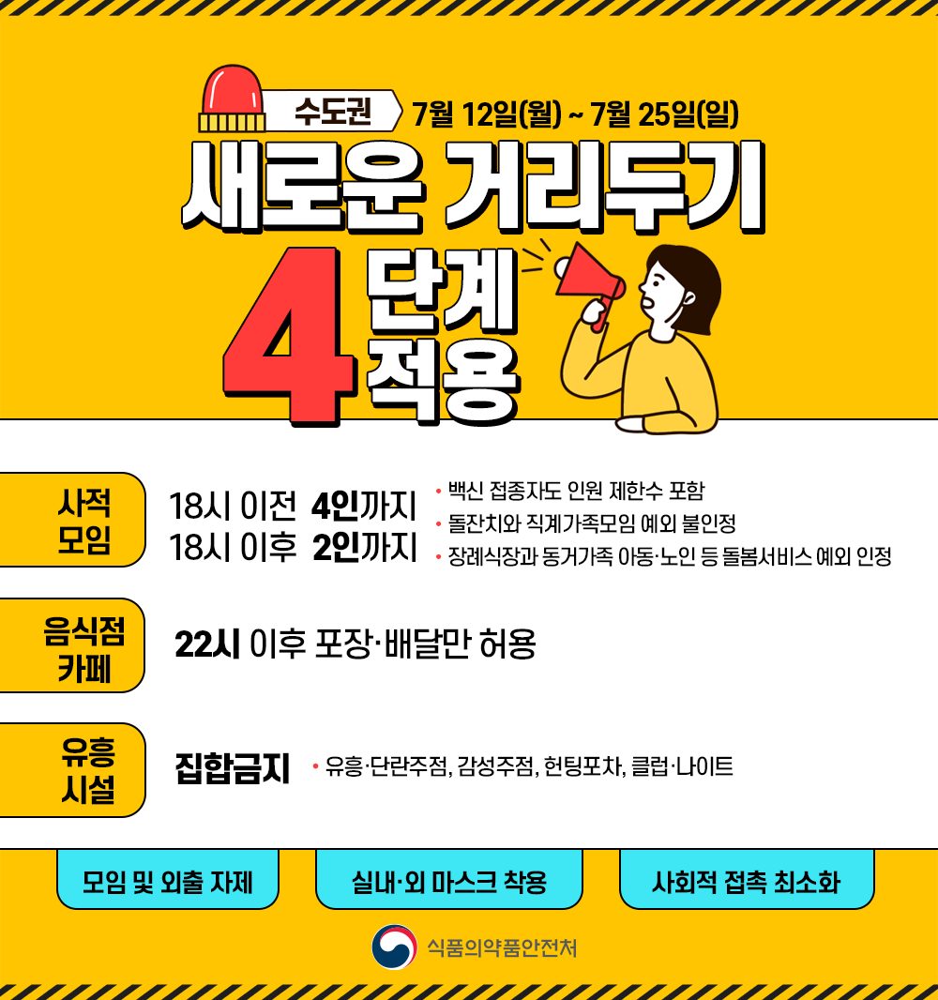 수도권 7월 12일(월) ~ 7월 25일(일)
새로운 거리두기
4단계
적용
사적
모임
18시 이전 4인까지
18시 이후 2인까지
• 백신 접종자도 인원 제한수 포함
• 돌잔치와 직계가족모임 예외 불인정
• 장례식장과 동거가족 아동·노인 등 돌봄서비스 예외 인정
음식점
카페
22시 이후 포장·배달만 허용
유흥
시설
집합금지 • 유흥·단란주점, 감성주점, 헌팅포차, 클럽·나이트
모임 및 외출 자제
실내·외 마스크 착용
사회적 접촉 최소화
식품의약품안전처